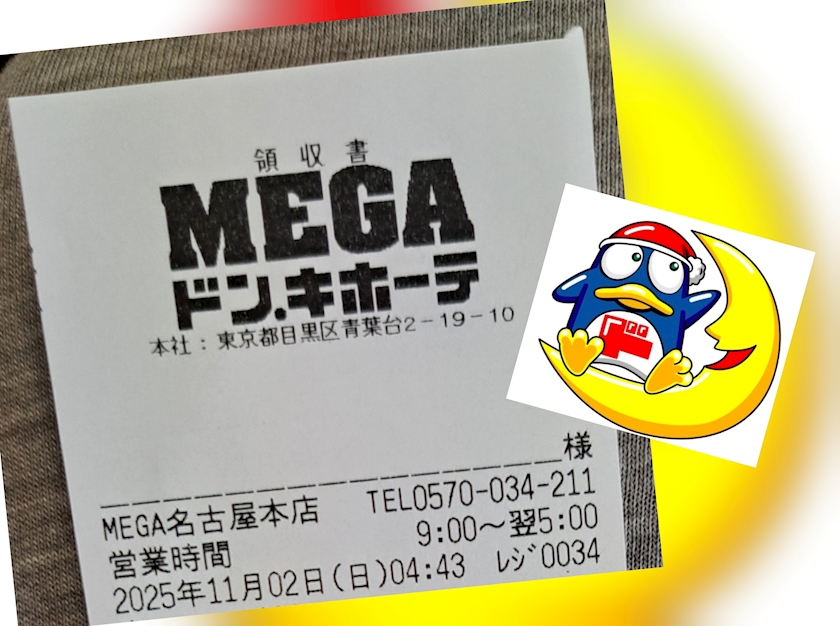 領収書
MEGA
ドン.キホーテ
本社:東京都目黒区青葉台2-19-10
様
MEGA名古屋本店 TEL0570-034-211
営業時間 9:00～翌5:00
2025年11月02日(日)04:43 ﾚｼﾞ0034
ド